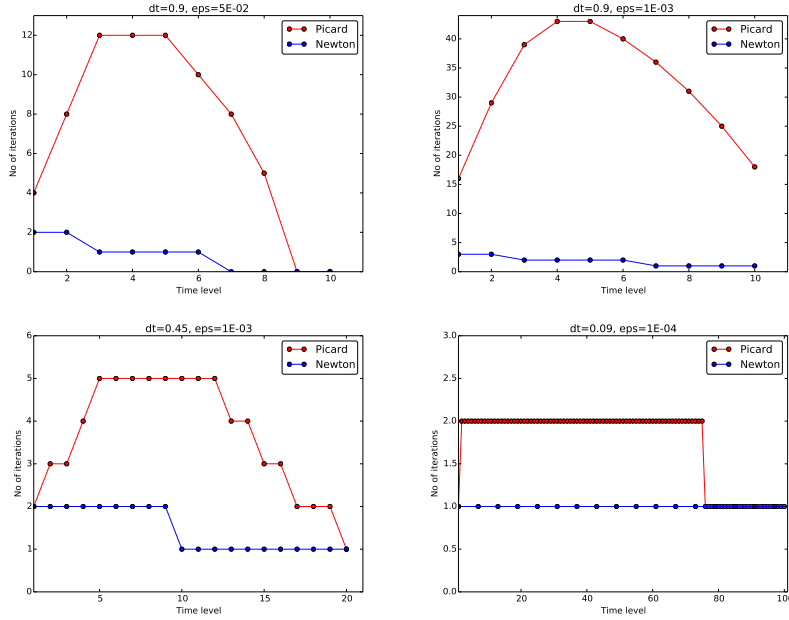 dt=0.9, eps=5E-02
Picard
Newton
12
10
8
6
4
2
0
No of iterations
2
4
6
8
10
Time level
dt=0.9, eps=1E-03
Picard
Newton
40
35
30
25
20
15
10
5
0
No of iterations
2
4
6
8
10
Time level
dt=0.45, eps=1E-03
Picard
Newton
6
5
4
3
2
1
0
No of iterations
5
10
15
20
Time level
dt=0.09, eps=1E-04
Picard
Newton
3.0
2.5
2.0
1.5
1.0
0.5
0.0
No of iterations
20
40
60
80
100
Time level